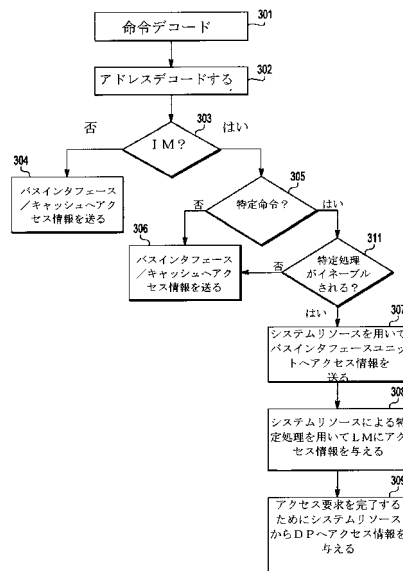 301
命令デコード
302
アドレスデコードする
303
否
ＩＭ？
はい
304
バスインタフェース
／キャッシュへアク
セス情報を送る
305
否
特定命令？
はい
306
バスインタフェース
／キャッシュへアク
セス情報を送る
311
否
特定処理
がイネーブル
される？
はい
307
システムリソースを用いて
バスインタフェースユニッ
トへアクセス情報を
送る
308
システムリソースによる特
定処理を用いてＬＭにアク
セス情報を与える
309
アクセス要求を完了する
ためにシステムリソース
からＤＰへアクセス情報を
与える